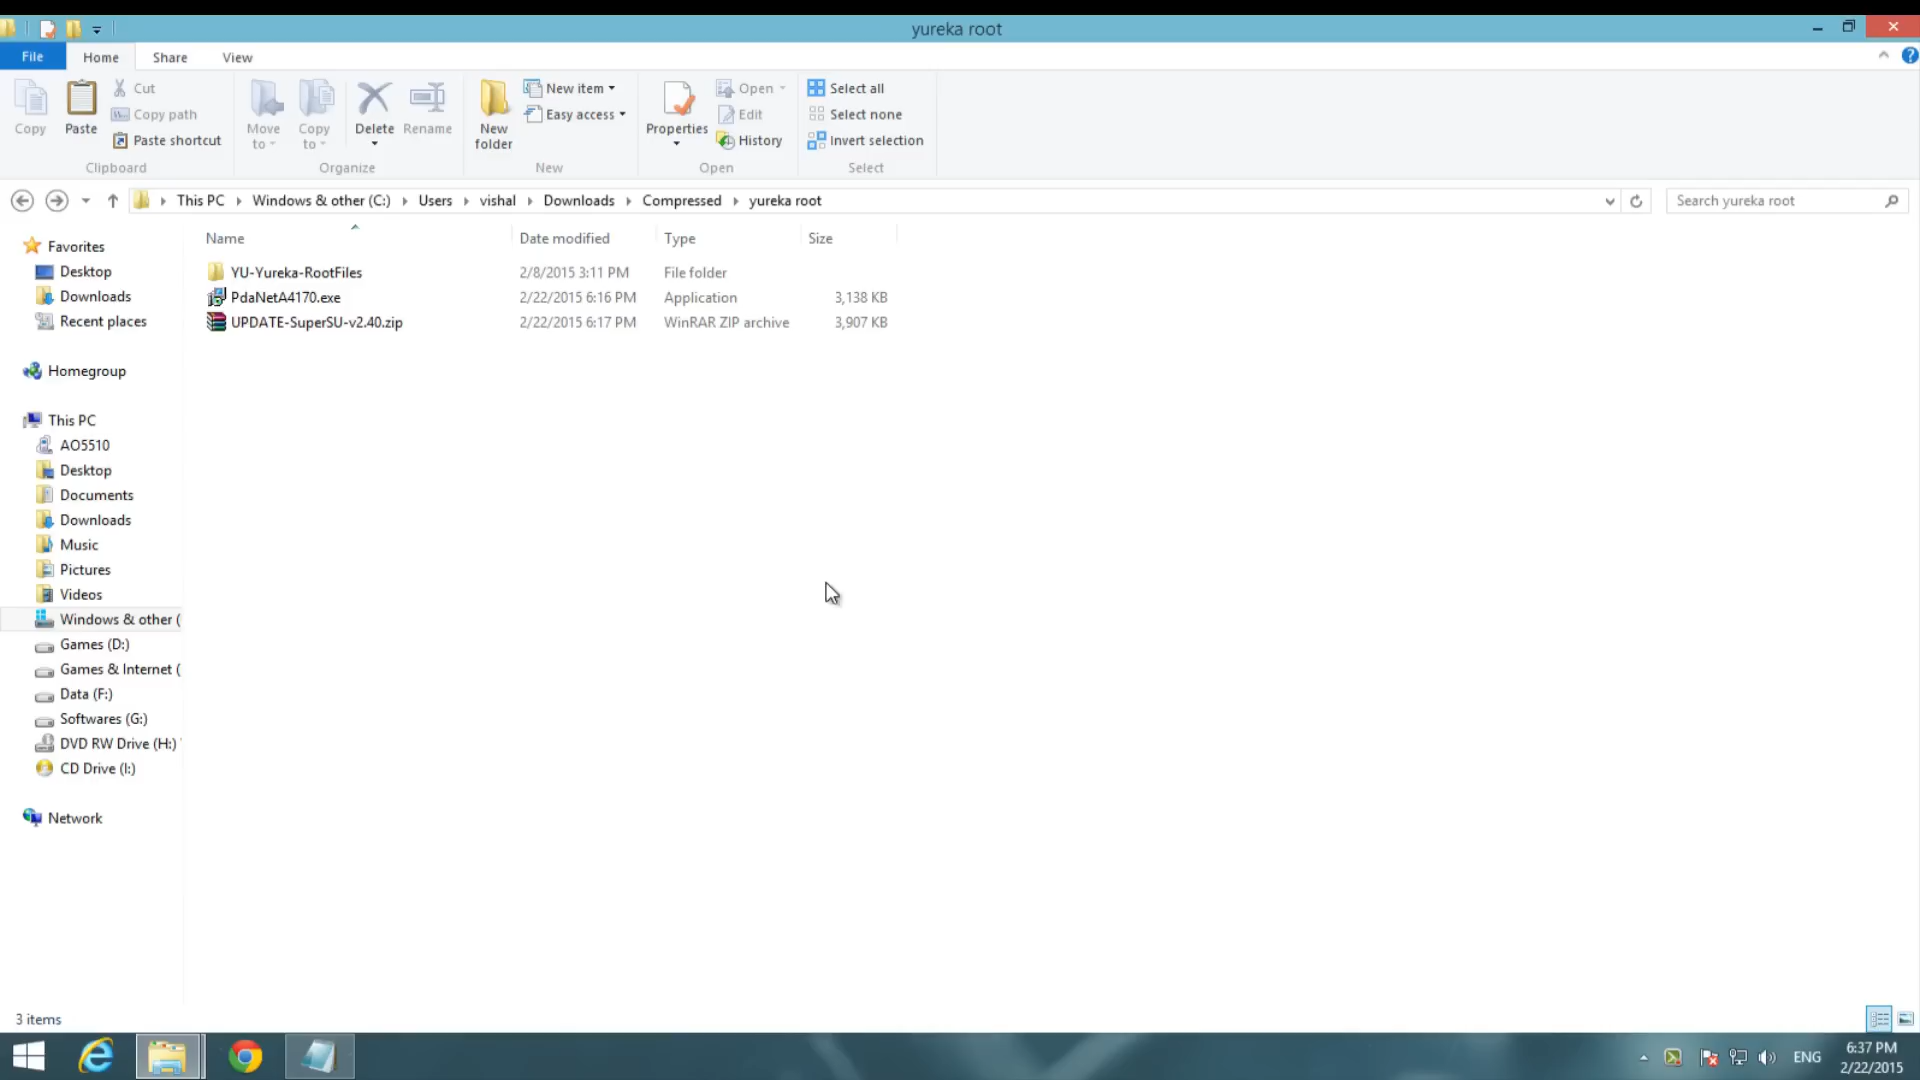 yureka root
File Home Share View
Copy
Paste
Cut
Copy path
Paste shortcut
Clipboard
Move to
Copy to
Delete
Rename
Organize
New folder
New item
Easy access
New
Properties
Open
Edit
History
Open
Select all
Select none
Invert selection
Select
This PC Windows & other (C:) Users vishal Downloads Compressed yureka root
Search yureka root
Name Date modified Type Size
YU-Yureka-RootFiles 2/8/2015 3:11 PM File folder
PdaNetA4170.exe 2/22/2015 6:16 PM Application 3,138 KB
UPDATE-SuperSU-v2.40.zip 2/22/2015 6:17 PM WinRAR ZIP archive 3,907 KB
Favorites
Desktop
Downloads
Recent places
Homegroup
This PC
AO5510
Desktop
Documents
Downloads
Music
Pictures
Videos
Windows & other (
Games (D:)
Games & Internet (
Data (F:)
Softwares (G:)
DVD RW Drive (H:)
CD Drive (I:)
Network
3 items
ENG
6:37 PM
2/22/2015